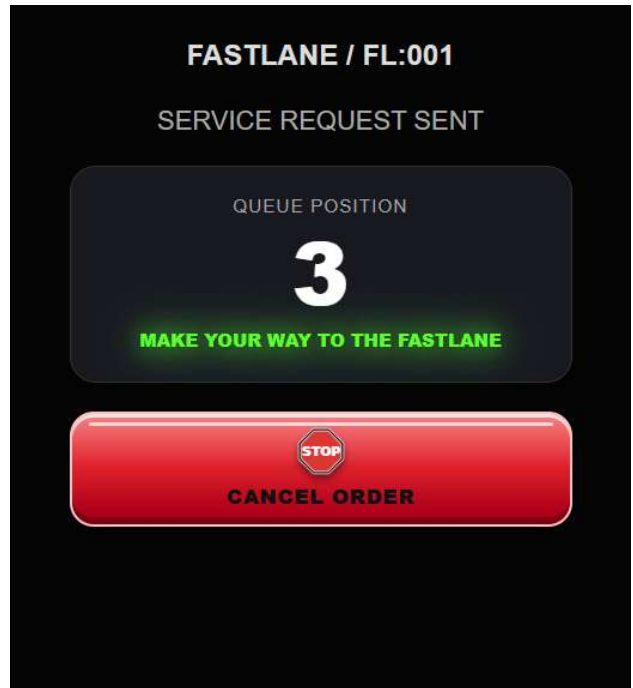 FASTLANE / FL:001
SERVICE REQUEST SENT
QUEUE POSITION
3
MAKE YOUR WAY TO THE FASTLANE
STOP
CANCEL ORDER